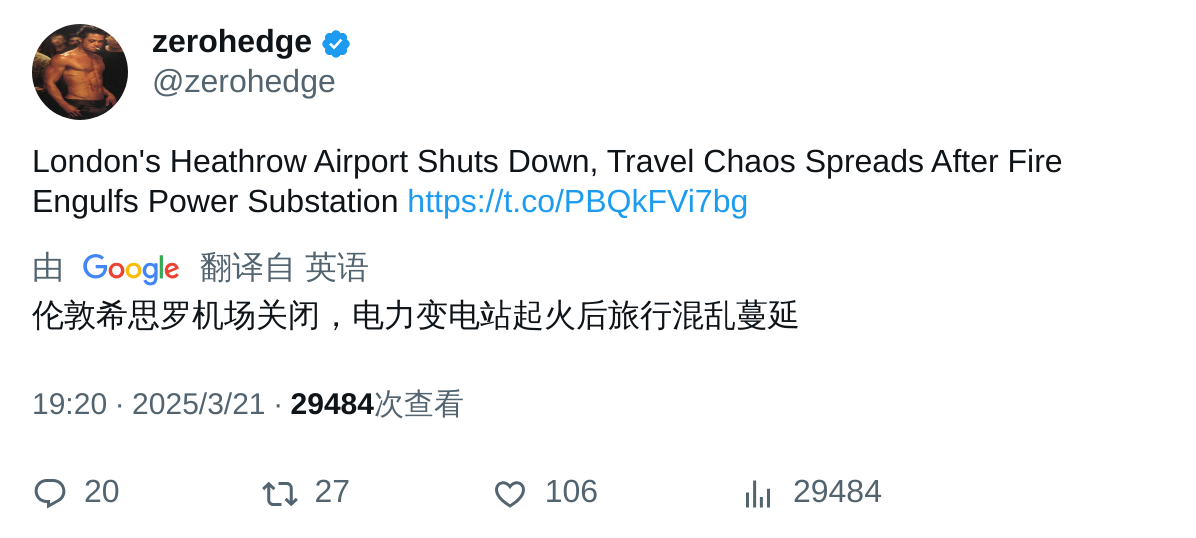 zerohedge
@zerohedge
London's Heathrow Airport Shuts Down, Travel Chaos Spreads After Fire
Engulfs Power Substation https://t.co/PBQkFVi7bg
由 Google 翻译自 英语
伦敦希思罗机场关闭，电力变电站起火后旅行混乱蔓延
19:20 · 2025/3/21 · 29484次查看
20 27 106 29484